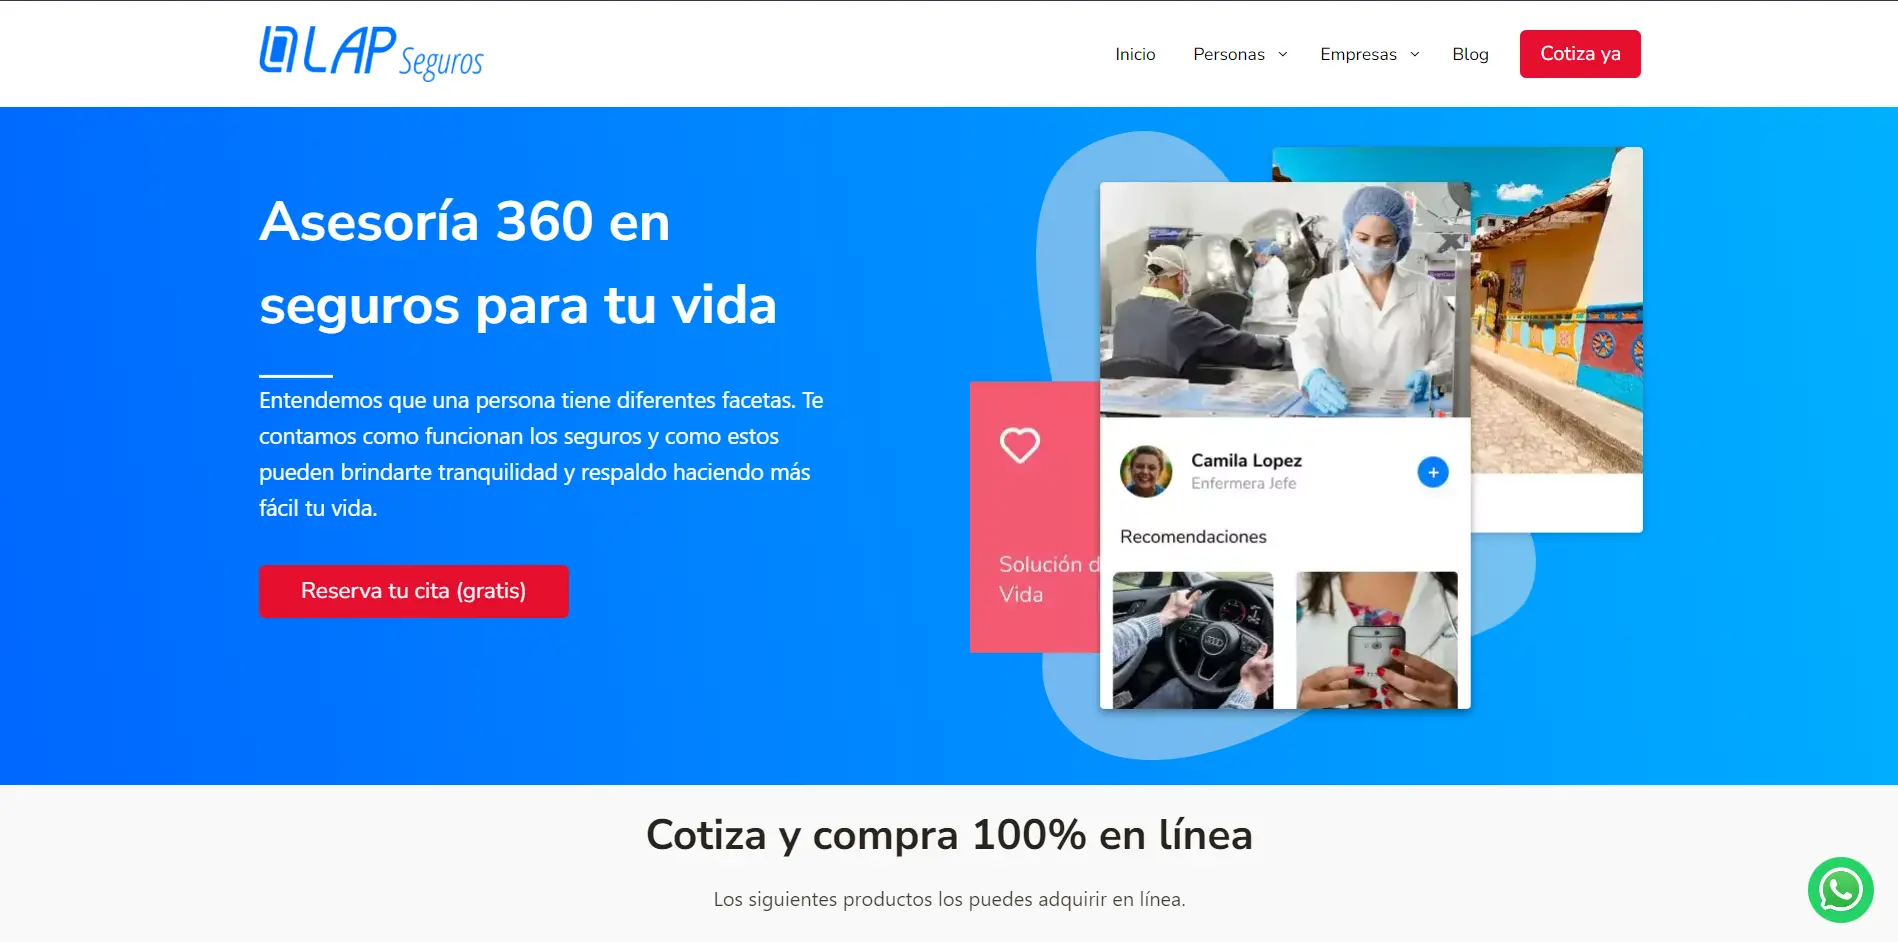 LAP Seguros
Inicio
Personas
Empresas
Blog
Cotiza ya
Asesoría 360 en
seguros para tu vida
Entendemos que una persona tiene diferentes facetas. Te
contamos como funcionan los seguros y como estos
pueden brindarte tranquilidad y respaldo haciendo más
fácil tu vida.
Reserva tu cita (gratis)
Solución d
Vida
Camila Lopez
Enfermera Jefe
Recomendaciones
Cotiza y compra 100% en línea
Los siguientes productos los puedes adquirir en línea.